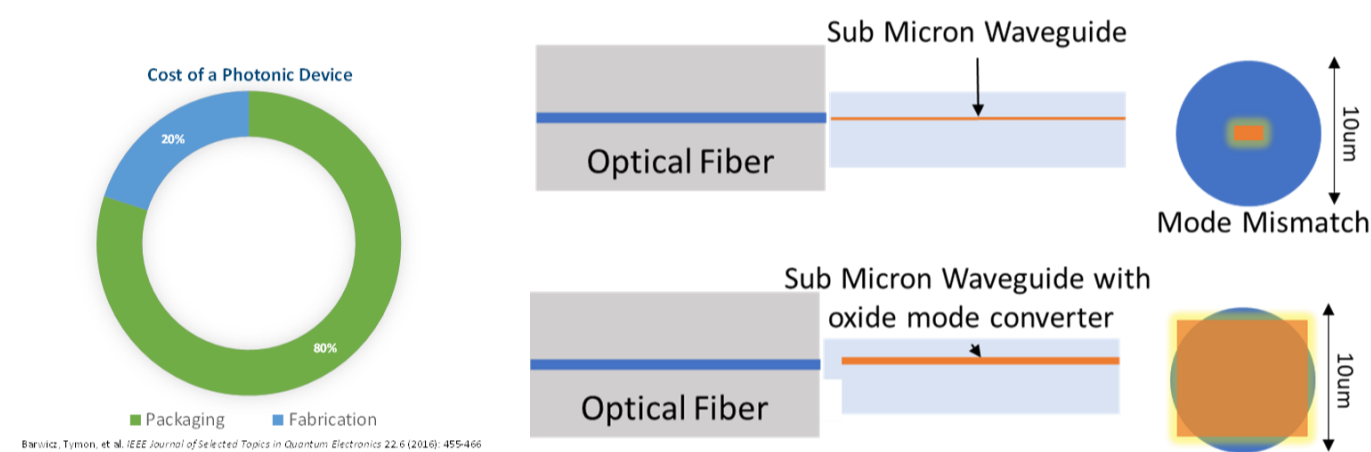 Cost of a Photonic Device
20%
80%
Packaging
Fabrication
Barwicz, Tymon, et al. IEEE Journal of Selected Topics in Quantum Electronics 22.6 (2016): 455-466
Sub Micron Waveguide
Optical Fiber
10um
Mode Mismatch
Sub Micron Waveguide with
oxide mode converter
Optical Fiber
10um